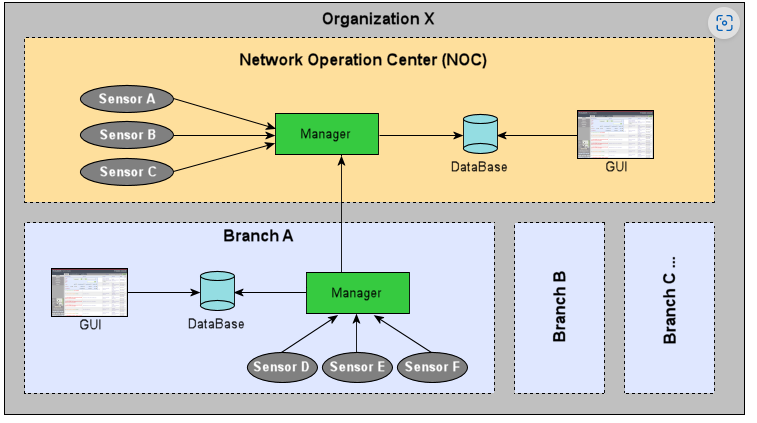 Organization X
Network Operation Center (NOC)
Sensor A
Sensor B
Sensor C
Manager
DataBase
GUI
Branch A
GUI
DataBase
Manager
Sensor D
Sensor E
Sensor F
Branch B
Branch C ...